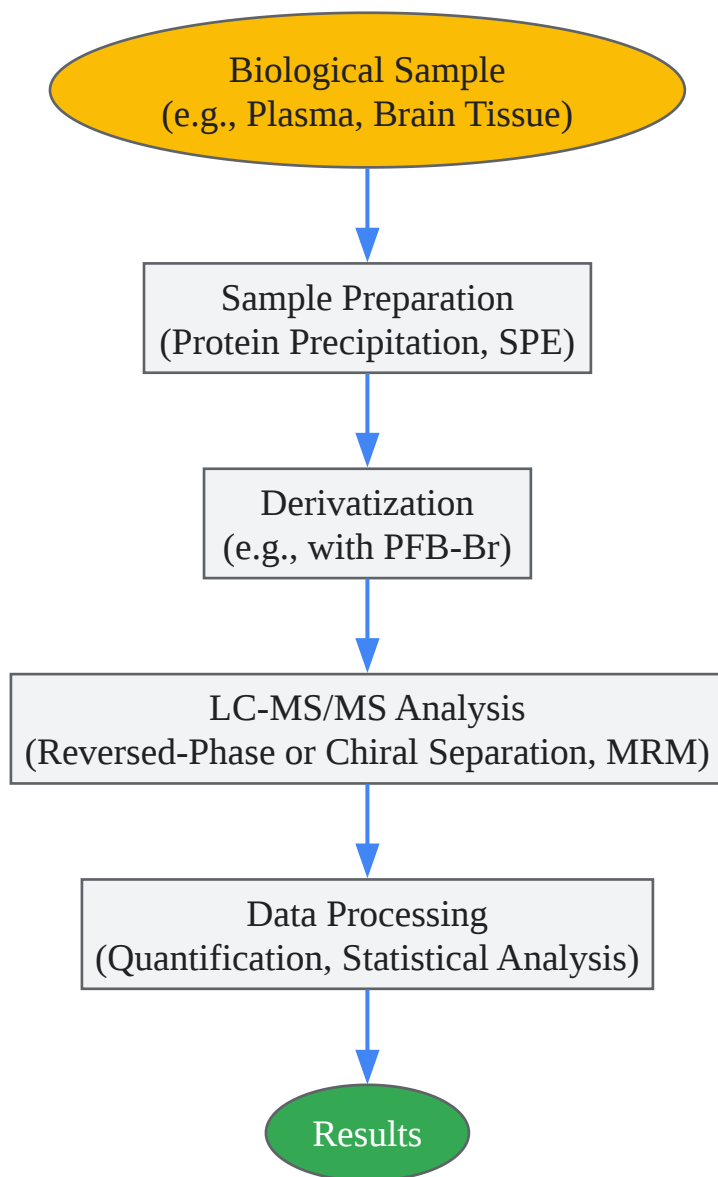 Biological Sample
(e.g., Plasma, Brain Tissue)
Sample Preparation
(Protein Precipitation, SPE)
Derivatization
(e.g., with PFB-Br)
LC-MS/MS Analysis
(Reversed-Phase or Chiral Separation, MRM)
Data Processing
(Quantification, Statistical Analysis)
Results